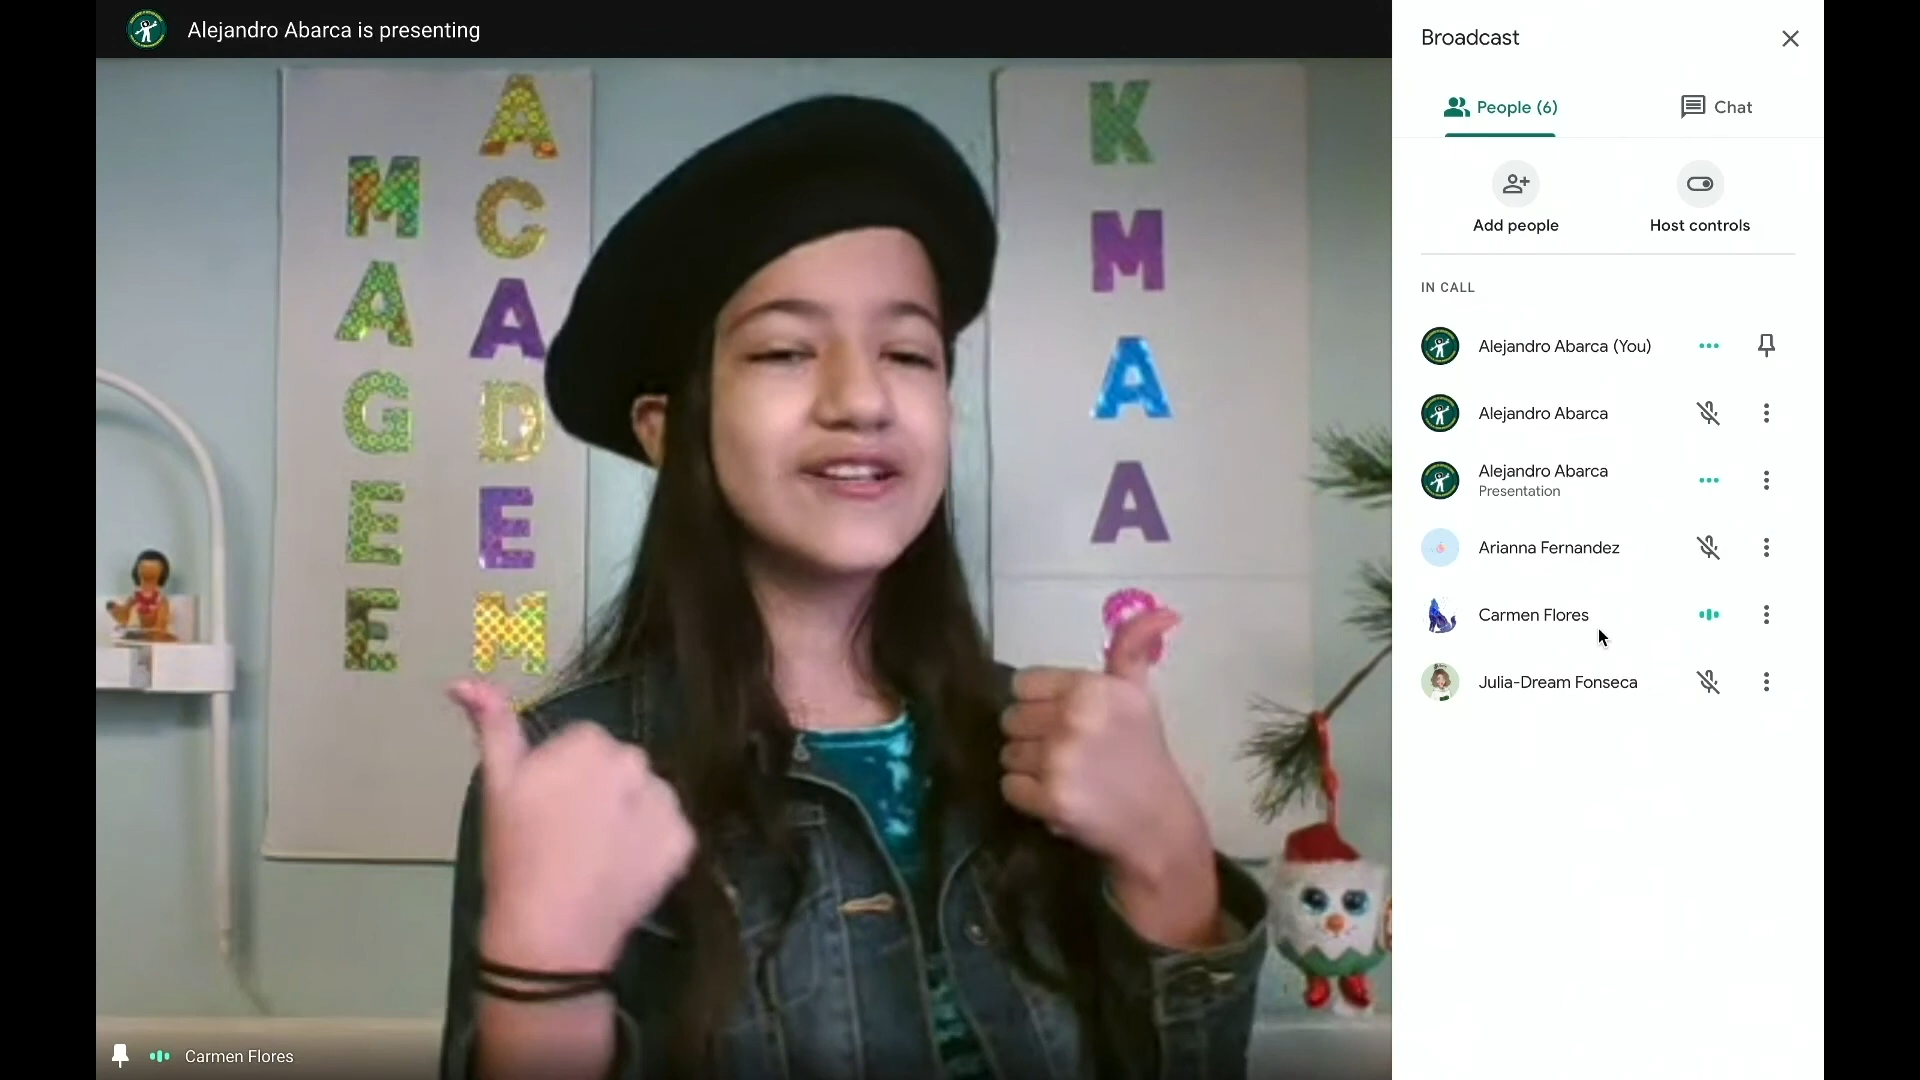 Alejandro Abarca is presenting
MAGEE
ACADEM
KMAA
Carmen Flores
Broadcast
People (6)
Chat
Add people
Host controls
IN CALL
Alejandro Abarca (You)
Alejandro Abarca
Alejandro Abarca
Presentation
Arianna Fernandez
Carmen Flores
Julia-Dream Fonseca